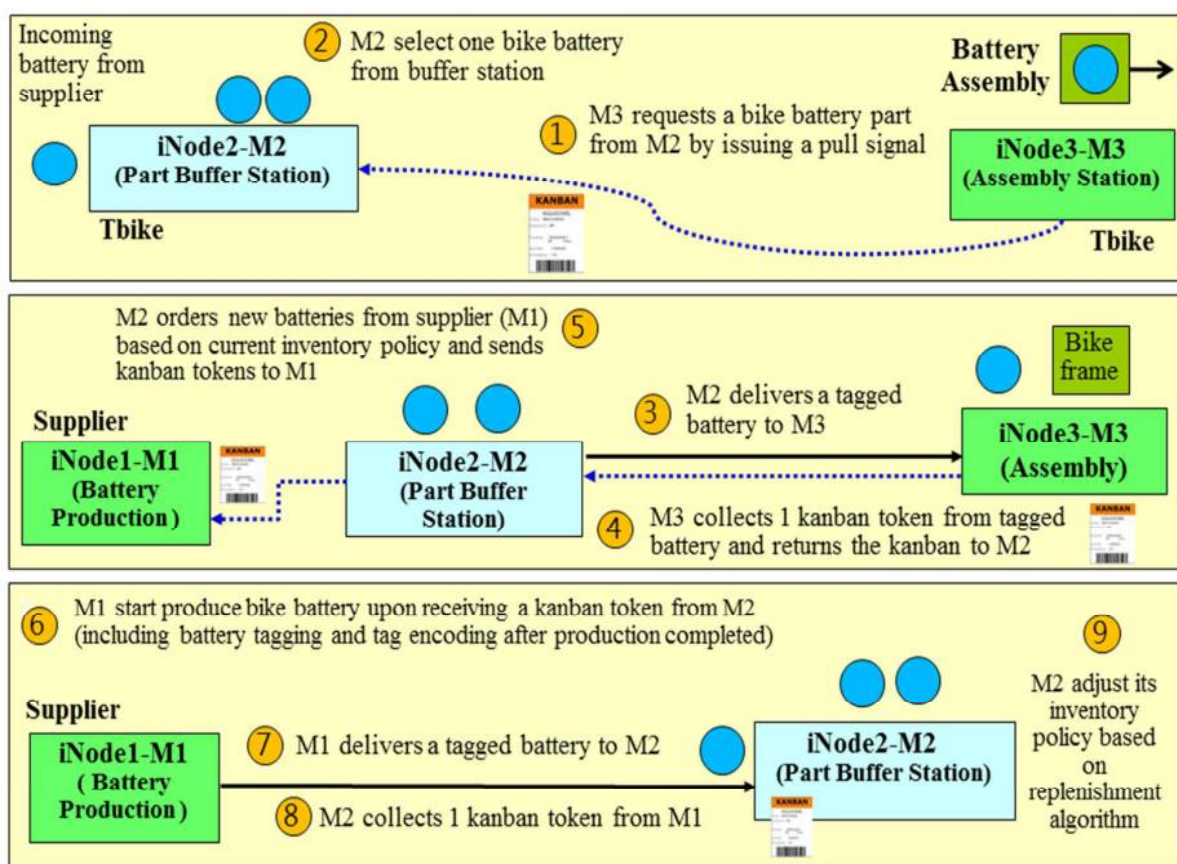 Incoming
battery from
supplier
2
M2 select one bike battery
from buffer station
Battery
Assembly
1
M3 requests a bike battery part
from M2 by issuing a pull signal
iNode2-M2
(Part Buffer Station)
Tbike
KANBAN
iNode3-M3
(Assembly Station)
Tbike
M2 orders new batteries from supplier (M1)
based on current inventory policy and sends
kanban tokens to M1
5
Bike
frame
3
M2 delivers a tagged
battery to M3
Supplier
iNode1-M1
(Battery
Production)
KANBAN
iNode2-M2
(Part Buffer
Station)
iNode3-M3
(Assembly)
4
M3 collects 1 kanban token from tagged
battery and returns the kanban to M2
KANBAN
6
M1 start produce bike battery upon receiving a kanban token from M2
(including battery tagging and tag encoding after production completed)
9
M2 adjust its
inventory
policy based
on
replenishment
algorithm
Supplier
iNode1-M1
( Battery
Production)
7
M1 delivers a tagged battery to M2
8
M2 collects 1 kanban token from M1
iNode2-M2
(Part Buffer Station)
KANBAN